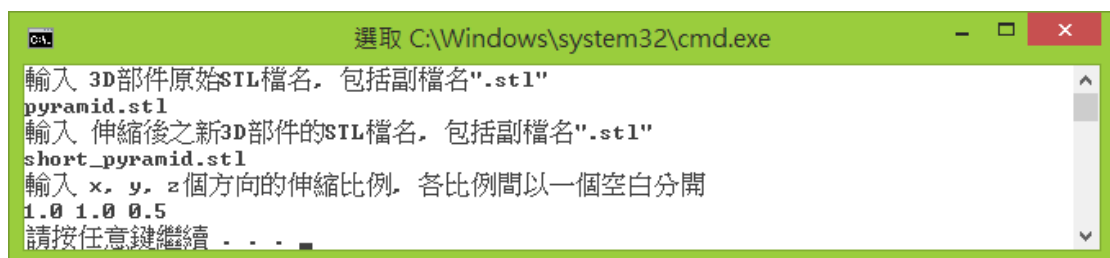 選取 C:\Windows\system32\cmd.exe
輸入 3D部件原始STL檔名, 包括副檔名".stl"
pyramid.stl
輸入 伸縮後之新3D部件的STL檔名, 包括副檔名".stl"
short_pyramid.stl
輸入 x, y, z個方向的伸縮比例, 各比例間以一個空白分開
1.0 1.0 0.5
請按任意鍵繼續 . . .